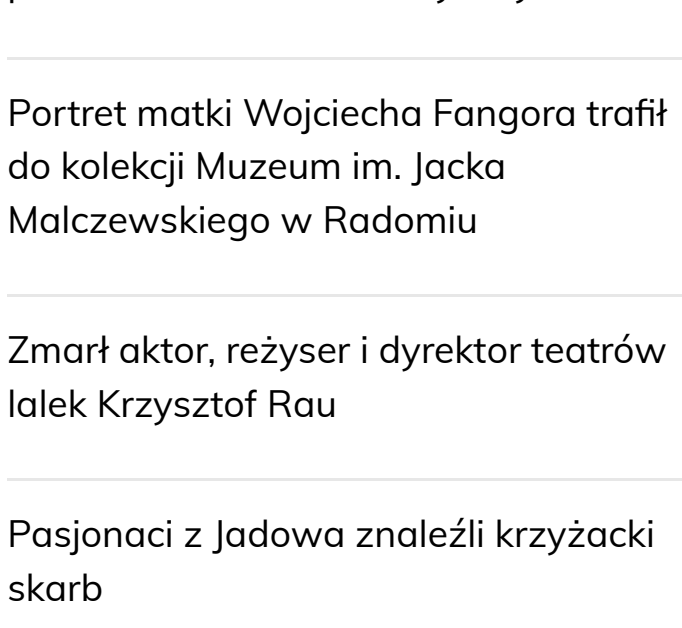 Portret matki Wojciecha Fangora trafił
do kolekcji Muzeum im. Jacka
Malczewskiego w Radomiu
Zmarł aktor, reżyser i dyrektor teatrów
lalek Krzysztof Rau
Pasjonaci z Jadowa znaleźli krzyżacki
skarb